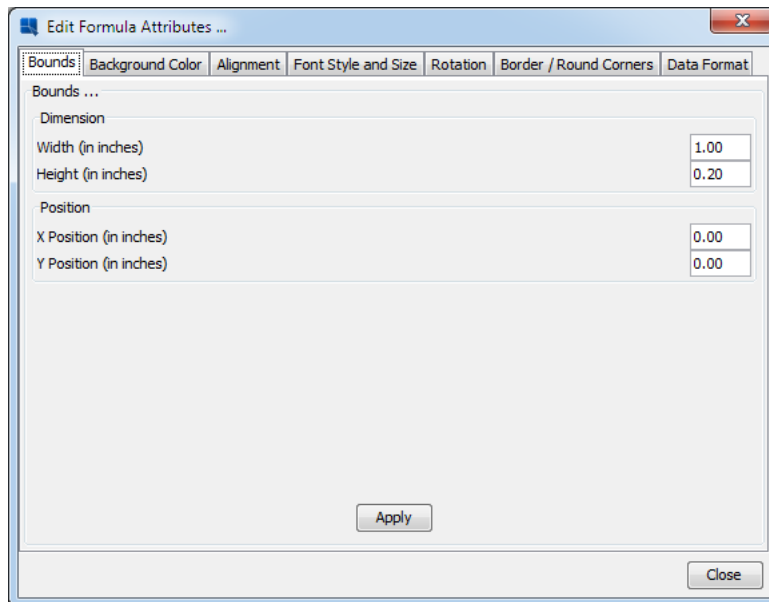 Edit Formula Attributes ...
Bounds Background Color Alignment Font Style and Size Rotation Border / Round Corners Data Format
Bounds ...
Dimension
Width (in inches) 1.00
Height (in inches) 0.20
Position
X Position (in inches) 0.00
Y Position (in inches) 0.00
Apply
Close